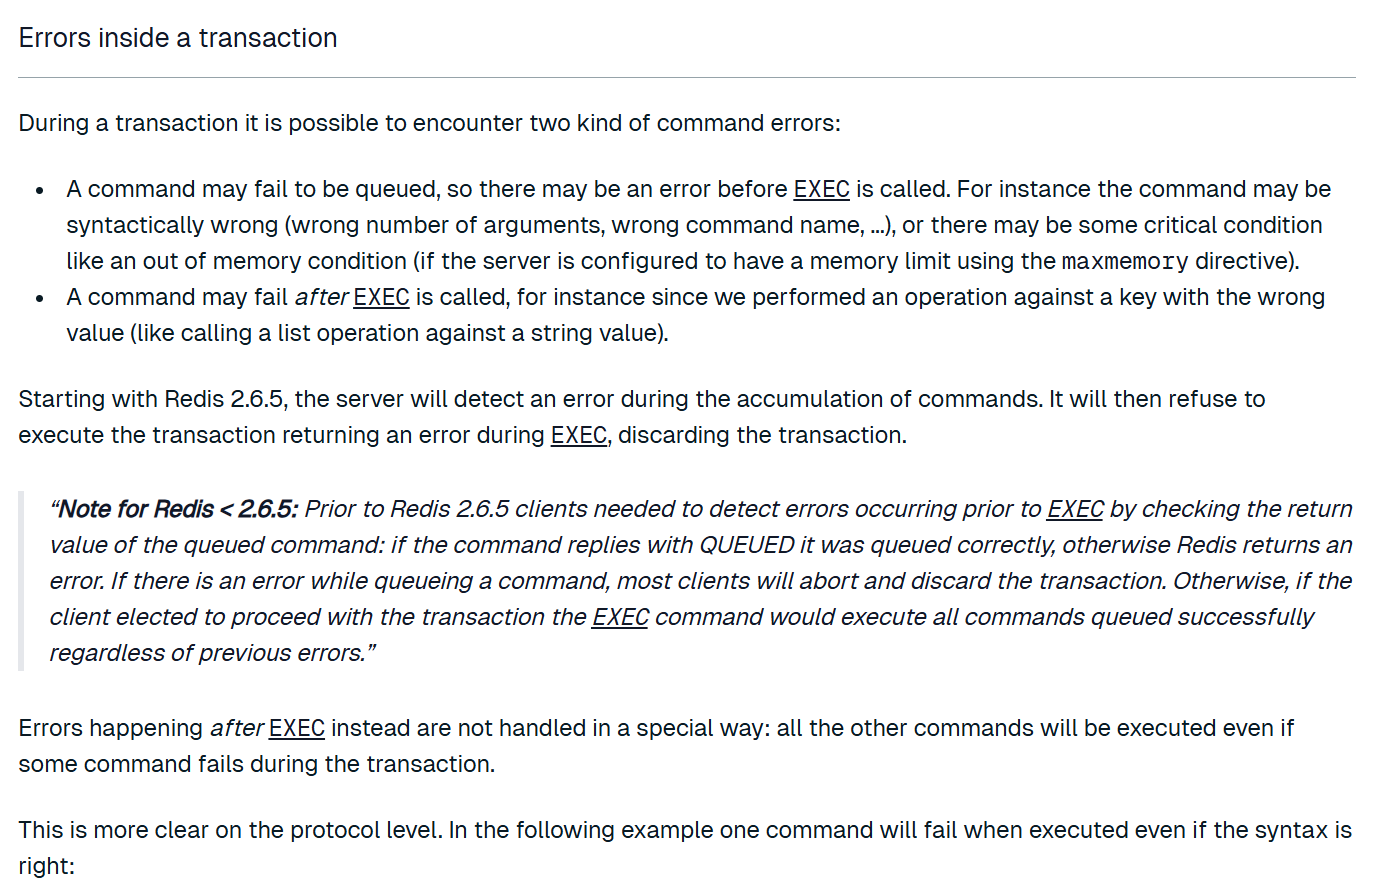 Errors inside a transaction
During a transaction it is possible to encounter two kind of command errors:
• A command may fail to be queued, so there may be an error before EXEC is called. For instance the command may be
syntactically wrong (wrong number of arguments, wrong command name, ...), or there may be some critical condition
like an out of memory condition (if the server is configured to have a memory limit using the maxmemory directive).
• A command may fail after EXEC is called, for instance since we performed an operation against a key with the wrong
value (like calling a list operation against a string value).
Starting with Redis 2.6.5, the server will detect an error during the accumulation of commands. It will then refuse to
execute the transaction returning an error during EXEC, discarding the transaction.
“Note for Redis < 2.6.5: Prior to Redis 2.6.5 clients needed to detect errors occurring prior to EXEC by checking the return
value of the queued command: if the command replies with QUEUED it was queued correctly, otherwise Redis returns an
error. If there is an error while queueing a command, most clients will abort and discard the transaction. Otherwise, if the
client elected to proceed with the transaction the EXEC command would execute all commands queued successfully
regardless of previous errors.”
Errors happening after EXEC instead are not handled in a special way: all the other commands will be executed even if
some command fails during the transaction.
This is more clear on the protocol level. In the following example one command will fail when executed even if the syntax is
right: